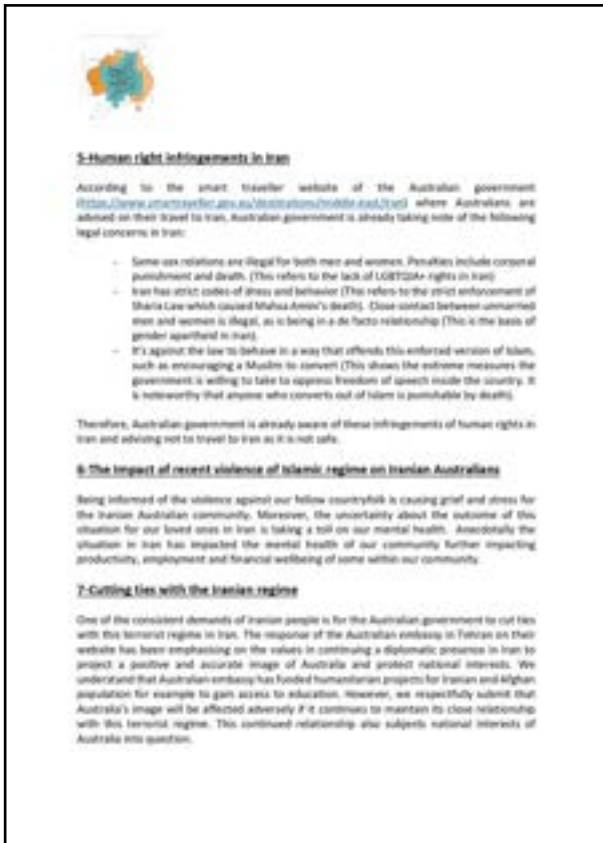 5-Human right infringements in Iran
According to the smart traveller website of the Australian government
(https://www.smartraveller.gov.au/destinations/middle-east/iran) where Australians are
advised on their travel to Iran, Australian government is already taking note of the following
legal concerns in Iran:
- Same-sex relations are illegal for both men and women. Penalties include corporal
punishment and death. (This refers to the lack of LGBTQIA+ rights in Iran)
- Iran has strict codes of dress and behavior (This refers to the strict enforcement of
Sharia Law which caused Mahsa Amini's death). Close contact between unmarried
men and women is illegal, as is being in a de facto relationship (This is the basis of
gender apartheid in Iran).
- It's against the law to behave in a way that offends this enforced version of Islam,
such as encouraging a Muslim to convert (This shows the extreme measures the
government is willing to take to oppress freedom of speech inside the country. It
is noteworthy that anyone who converts out of Islam is punishable by death).
Therefore, Australian government is already aware of these infringements of human rights in
Iran and advising not to travel to Iran as it is not safe.
6-The Impact of recent violence of Islamic regime on Iranian Australians
Being informed of the violence against our fellow countryfolk is causing grief and stress for
the Iranian Australian community. Moreover, the uncertainty about the outcome of this
situation for our loved ones in Iran is taking a toll on our mental health. Anecdotally the
situation in Iran has impacted the mental health of our community further impacting
productivity, employment and financial wellbeing of some within our community.
7-Cutting ties with the Iranian regime
One of the consistent demands of Iranian people is for the Australian government to cut ties
with this terrorist regime in Iran. The response of the Australian embassy in Tehran on their
website has been emphasising on the values in continuing a diplomatic presence in Iran to
project a positive and accurate image of Australia and protect national interests. We
understand that Australian embassy has funded humanitarian projects for Iranian and Afghan
population for example to gain access to education. However, we respectfully submit that
Australia's image will be affected adversely if it continues to maintain its close relationship
with this terrorist regime. This continued relationship also subjects national interests of
Australia into question.